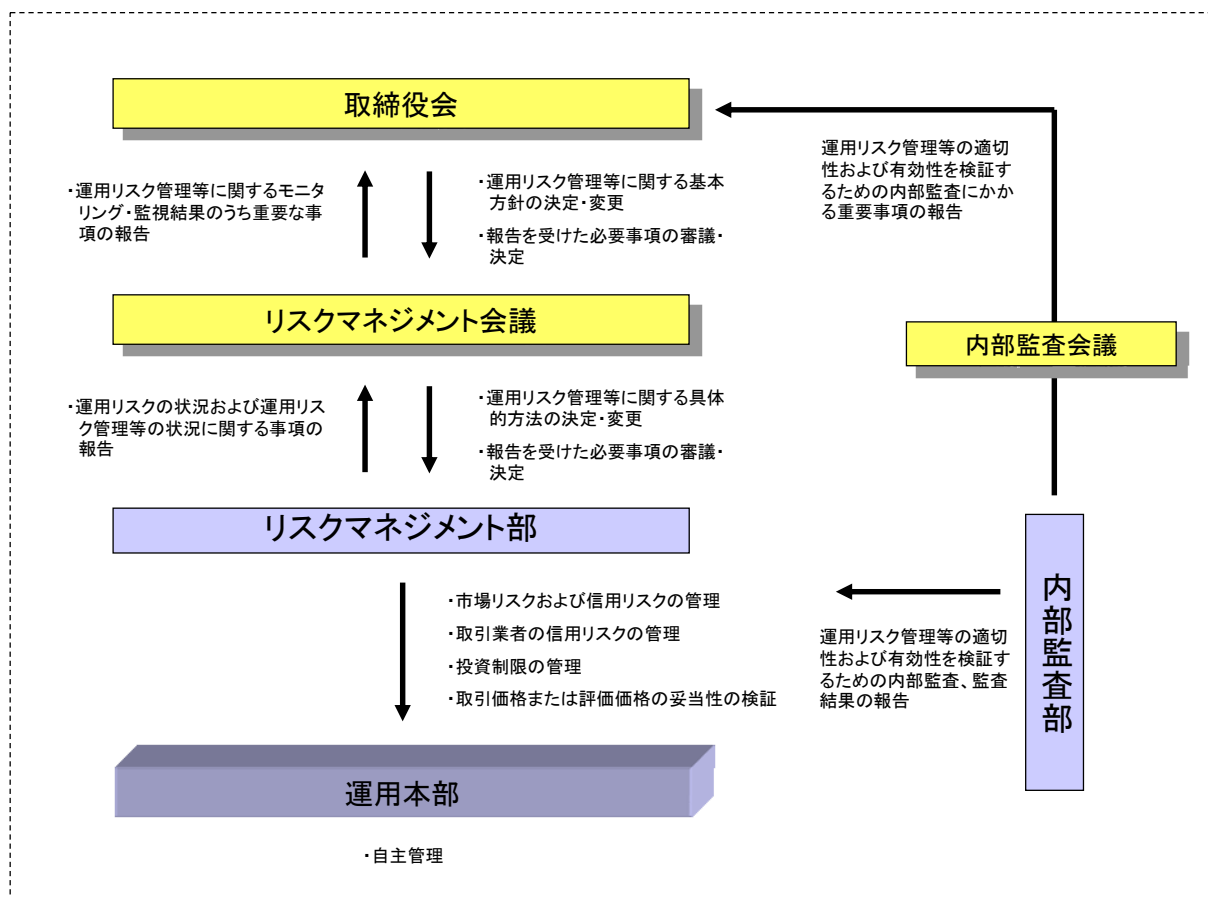 取締役会
・運用リスク管理等に関するモニ
タリング・監視結果のうち重要な事
項の報告
・運用リスク管理等に関する基本
方針の決定・変更
・報告を受けた必要事項の審議・
決定
運用リスク管理等の適切
性および有効性を検証す
るための内部監査にかか
る重要事項の報告
リスクマネジメント会議
内部監査会議
・運用リスクの状況および運用リス
ク管理等の状況に関する事項の
報告
・運用リスク管理等に関する具体
的方法の決定・変更
・報告を受けた必要事項の審議・
決定
リスクマネジメント部
・市場リスクおよび信用リスクの管理
・取引業者の信用リスクの管理
・投資制限の管理
・取引価格または評価価格の妥当性の検証
運用リスク管理等の適切
性および有効性を検証す
るための内部監査、監査
結果の報告
内部監査部
運用本部
・自主管理